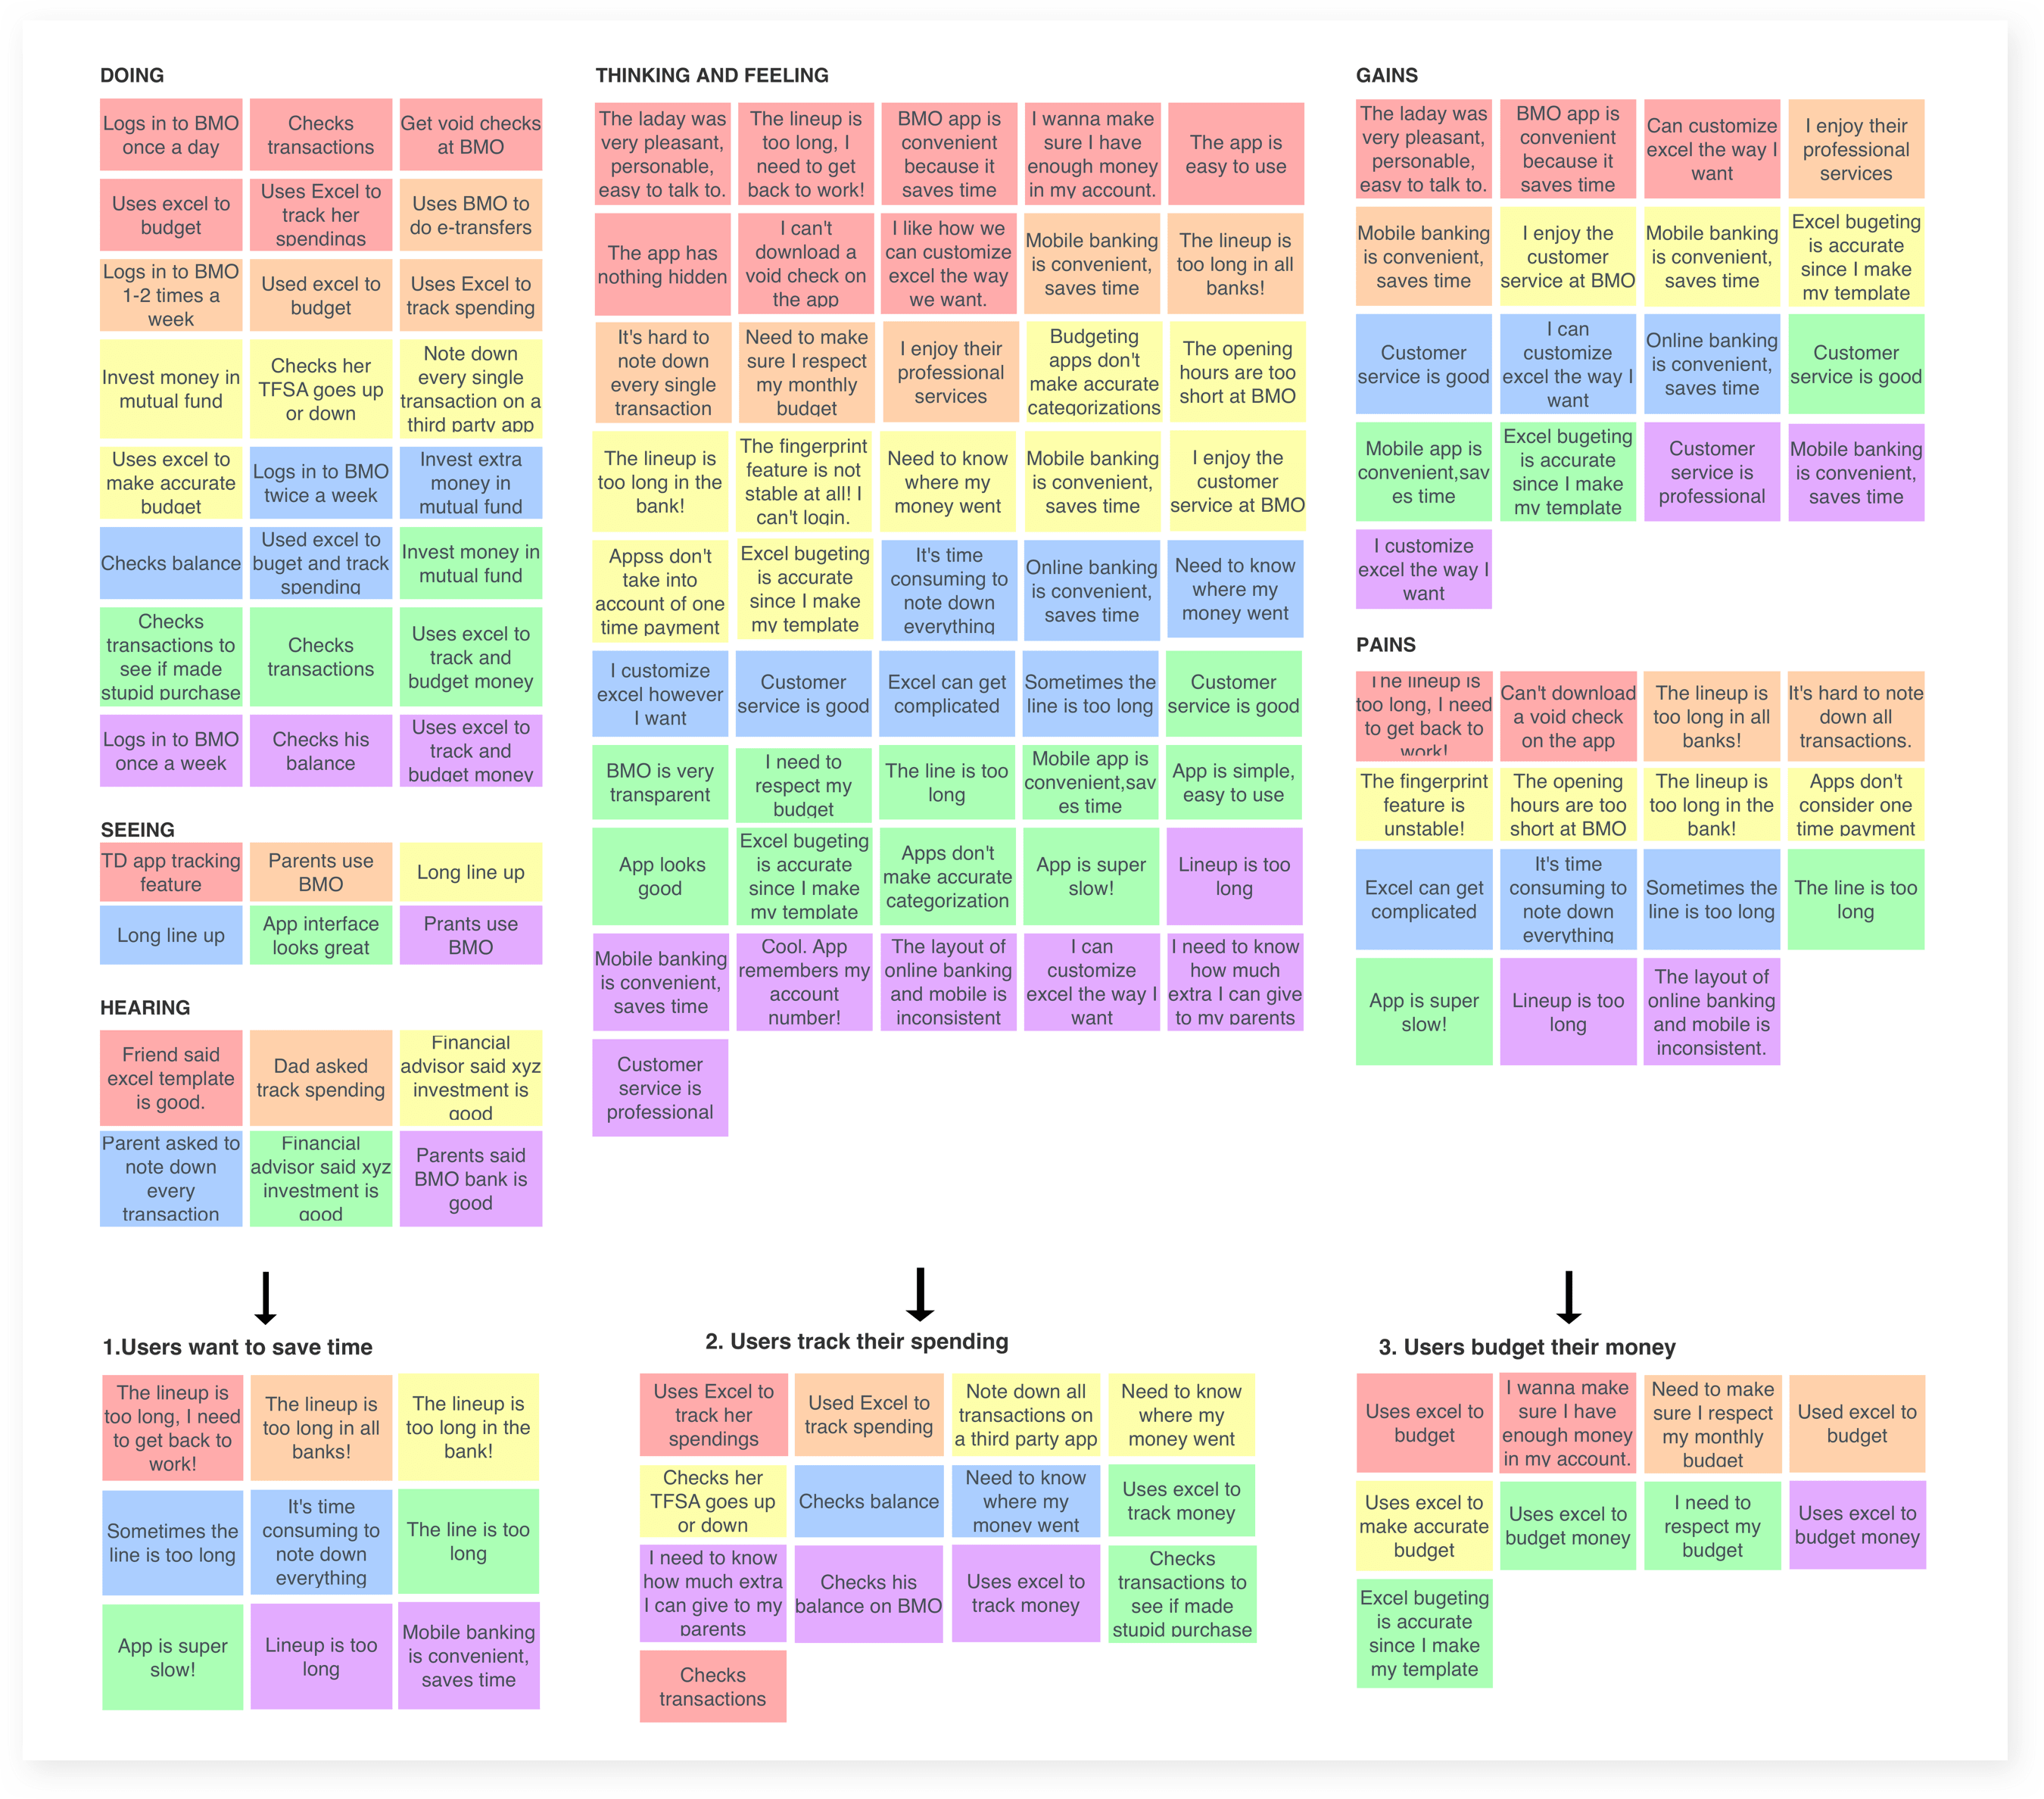 DOING
Logs in to BMO
once a day
Checks
transactions
Get void checks
at BMO
Uses excel to
budget
Uses Excel to
track her
spendings
Uses BMO to
do e-transfers
Logs in to BMO
1-2 times a
week
Used excel to
budget
Uses Excel to
track spending
Invest money in
mutual fund
Checks her
TFSA goes up
or down
Note down
every single
transaction on a
third party app
Uses excel to
make accurate
budget
Logs in to BMO
twice a week
Invest extra
money in
mutual fund
Checks balance
Used excel to
buget and track
spending
Invest money in
mutual fund
Checks
transactions to
see if made
stupid purchase
Checks
transactions
Uses excel to
track and
budget money
Logs in to BMO
once a week
Checks his
balance
Uses excel to
track and
budget money
SEEING
TD app tracking
feature
Parents use
BMO
Long line up
Long line up
App interface
looks great
Prants use
BMO
HEARING
Friend said
excel template
is good.
Dad asked
track spending
Financial
advisor said xyz
investment is
good
Parent asked to
note down
every
transaction
Financial
advisor said xyz
investment is
good
Parents said
BMO bank is
good
THINKING AND FEELING
The laday was
very pleasant,
personable,
easy to talk to.
The lineup is
too long, I
need to get
back to work!
BMO app is
convenient
because it
saves time
I wanna make
sure I have
enough money
in my account.
The app is
easy to use
The app has
nothing hidden
I can't
download a
void check on
the app
I like how we
can customize
excel the way
we want.
Mobile banking
is convenient,
saves time
The lineup is
too long in all
banks!
It's hard to
note down
every single
transaction
Need to make
sure I respect
my monthly
budget
I enjoy their
professional
services
Budgeting
apps don't
make accurate
categorizations
The opening
hours are too
short at BMO
The lineup is
too long in the
bank!
The fingerprint
feature is not
stable at all! I
can't login.
Need to know
where my
money went
Mobile banking
is convenient,
saves time
I enjoy the
customer
service at BMO
Appss don't
take into
account of one
time payment
Excel bugeting
is accurate
since I make
my template
It's time
consuming to
note down
everything
Online banking
is convenient,
saves time
Need to know
where my
money went
I customize
excel however
I want
Customer
service is good
Excel can get
complicated
Sometimes the
line is too long
Customer
service is good
BMO is very
transparent
I need to
respect my
budget
The line is too
long
Mobile app is
convenient,sav
es time
App is simple,
easy to use
App looks
good
Excel bugeting
is accurate
since I make
my template
Apps don't
make accurate
categorization
App is super
slow!
Lineup is too
long
Mobile banking
is convenient,
saves time
Cool. App
remembers my
account
number!
The layout of
online banking
and mobile is
inconsistent
I can
customize
excel the way I
want
I need to know
how much
extra I can give
to my parents
Customer
service is
professional
GAINS
The laday was
very pleasant,
personable,
easy to talk to.
BMO app is
convenient
because it
saves time
Can customize
excel the way I
want
I enjoy their
professional
services
Mobile banking
is convenient,
saves time
I enjoy the
customer
service at BMO
Mobile banking
is convenient,
saves time
Excel bugeting
is accurate
since I make
my template
Customer
service is good
I can
customize
excel the way I
want
Online banking
is convenient,
saves time
Customer
service is good
Mobile app is
convenient,sav
es time
Excel bugeting
is accurate
since I make
my template
Customer
service is
professional
Mobile banking
is convenient,
saves time
I customize
excel the way I
want
PAINS
The lineup is
too long, I need
to get back to
work!
Can't download
a void check
on the app
The lineup is
too long in all
banks!
It's hard to note
down all
transactions.
The fingerprint
feature is
unstable!
The opening
hours are too
short at BMO
The lineup is
too long in the
bank!
Apps don't
consider one
time payment
Excel can get
complicated
It's time
consuming to
note down
everything
Sometimes the
line is too long
The line is too
long
App is super
slow!
Lineup is too
long
The layout of
online banking
and mobile is
inconsistent.
1.Users want to save time
The lineup is
too long, I need
to get back to
work!
The lineup is
too long in all
banks!
The lineup is
too long in the
bank!
Sometimes the
line is too long
It's time
consuming to
note down
everything
The line is too
long
App is super
slow!
Lineup is too
long
Mobile banking
is convenient,
saves time
2. Users track their spending
Uses Excel to
track her
spendings
Used Excel to
track spending
Note down all
transactions on
a third party app
Need to know
where my
money went
Checks her
TFSA goes up
or down
Checks balance
Need to know
where my
money went
Uses excel to
track money
I need to know
how much extra
I can give to my
parents
Checks his
balance on BMO
Uses excel to
track money
Checks
transactions to
see if made
stupid purchase
Checks
transactions
3. Users budget their money
Uses excel to
budget
I wanna make
sure I have
enough money
in my account.
Need to make
sure I respect
my monthly
budget
Used excel to
budget
Uses excel to
make accurate
budget
Uses excel to
budget money
I need to
respect my
budget
Uses excel to
budget money
Excel bugeting
is accurate
since I make
my template